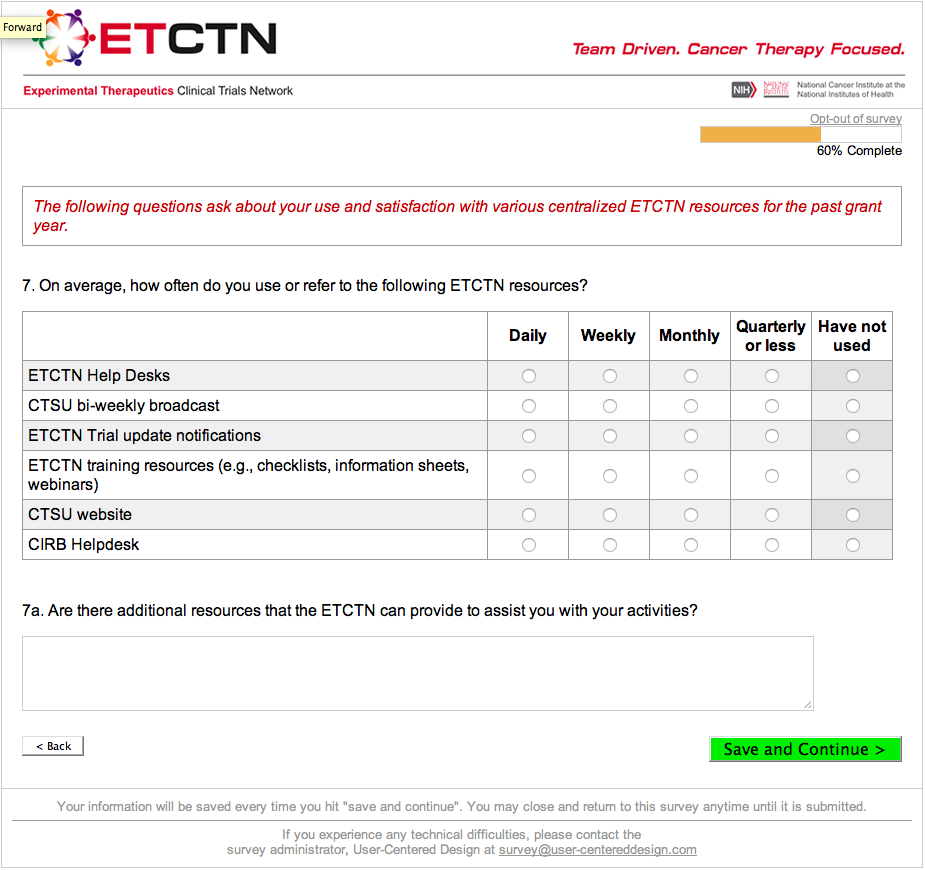 Forward
ETCTN
Team Driven. Cancer Therapy Focused.
Experimental Therapeutics Clinical Trials Network
NIH
NATIONAL
CANCER
INSTITUTE
National Cancer Institute at the
National Institutes of Health
Opt-out of survey
60% Complete
The following questions ask about your use and satisfaction with various centralized ETCTN resources for the past grant
year.
7. On average, how often do you use or refer to the following ETCTN resources?
Daily Weekly Monthly Quarterly or less Have not used
ETCTN Help Desks
CTSU bi-weekly broadcast
ETCTN Trial update notifications
ETCTN training resources (e.g., checklists, information sheets,
webinars)
CTSU website
CIRB Helpdesk
7a. Are there additional resources that the ETCTN can provide to assist you with your activities?
< Back
Save and Continue >
Your information will be saved every time you hit "save and continue". You may close and return to this survey anytime until it is submitted.
If you experience any technical difficulties, please contact the
survey administrator, User-Centered Design at survey@user-centereddesign.com